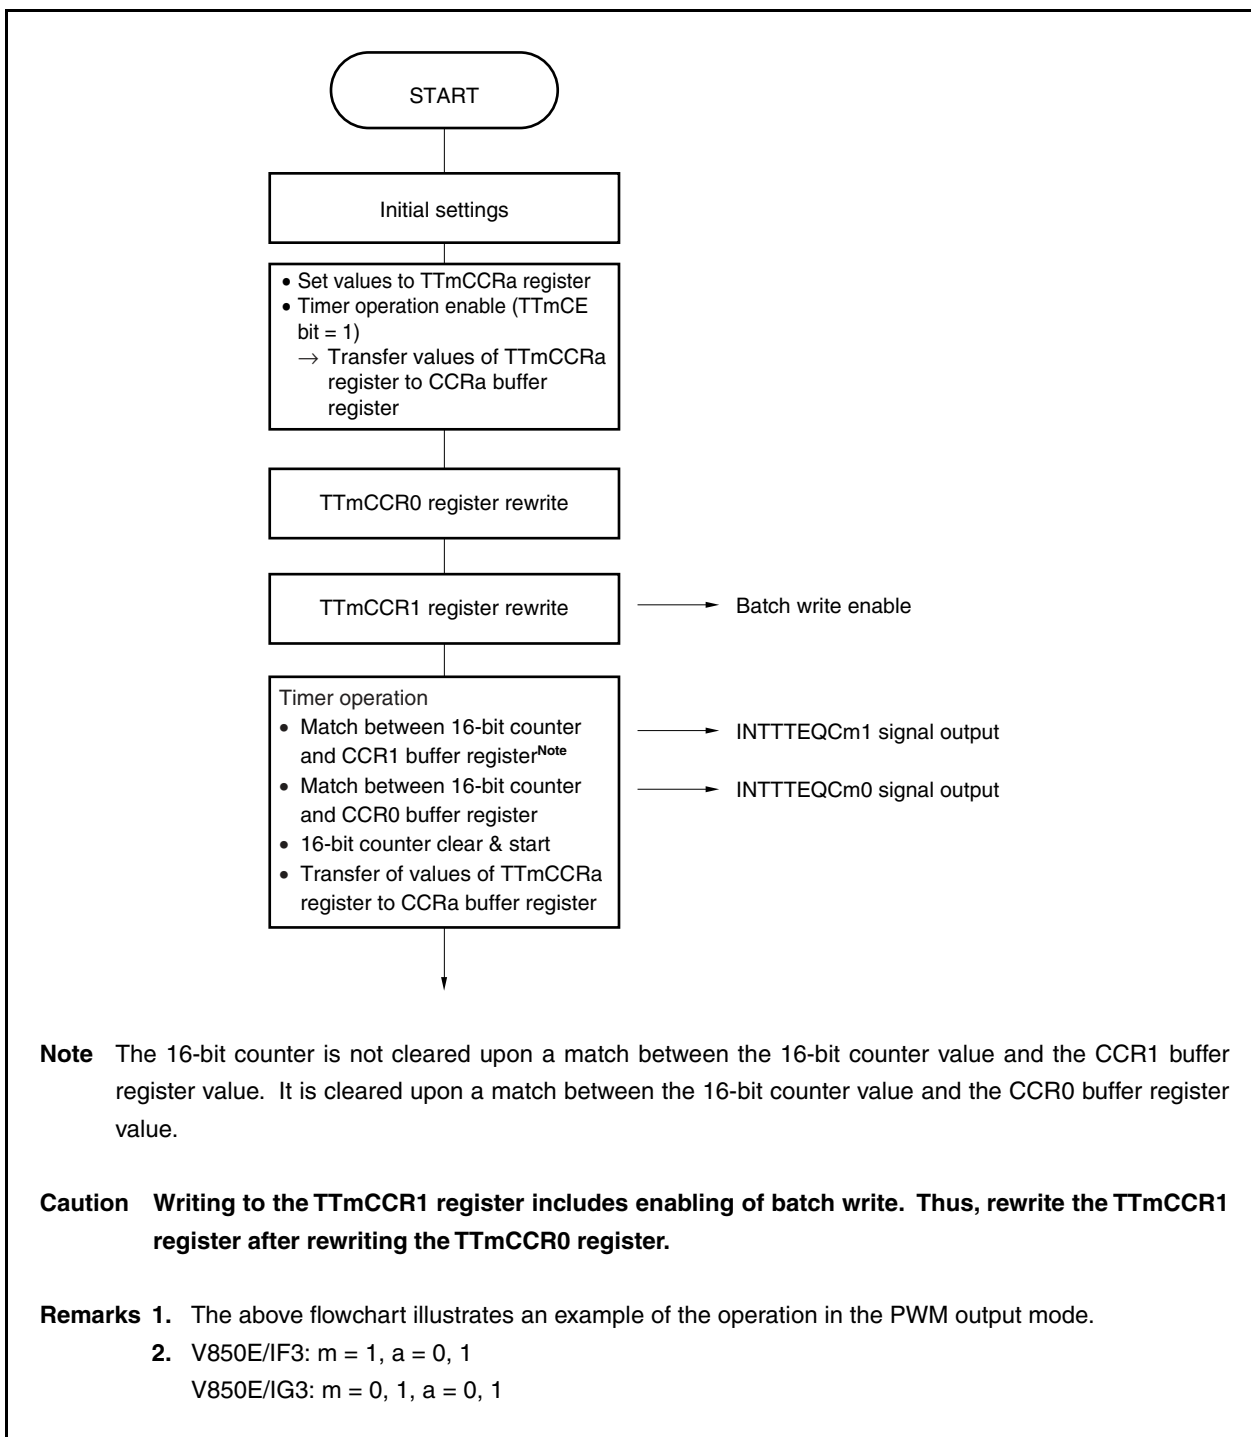 START
Initial settings
• Set values to TTmCCRa register
• Timer operation enable (TTmCE
bit = 1)
→ Transfer values of TTmCCRa
register to CCRa buffer
register
TTmCCR0 register rewrite
TTmCCR1 register rewrite
Batch write enable
Timer operation
• Match between 16-bit counter
and CCR1 buffer registerNote
INTTTEQCm1 signal output
• Match between 16-bit counter
and CCR0 buffer register
INTTTEQCm0 signal output
• 16-bit counter clear & start
• Transfer of values of TTmCCRa
register to CCRa buffer register
Note The 16-bit counter is not cleared upon a match between the 16-bit counter value and the CCR1 buffer
register value. It is cleared upon a match between the 16-bit counter value and the CCR0 buffer register
value.
Caution Writing to the TTmCCR1 register includes enabling of batch write. Thus, rewrite the TTmCCR1
register after rewriting the TTmCCR0 register.
Remarks 1. The above flowchart illustrates an example of the operation in the PWM output mode.
2. V850E/IF3: m = 1, a = 0, 1
V850E/IG3: m = 0, 1, a = 0, 1